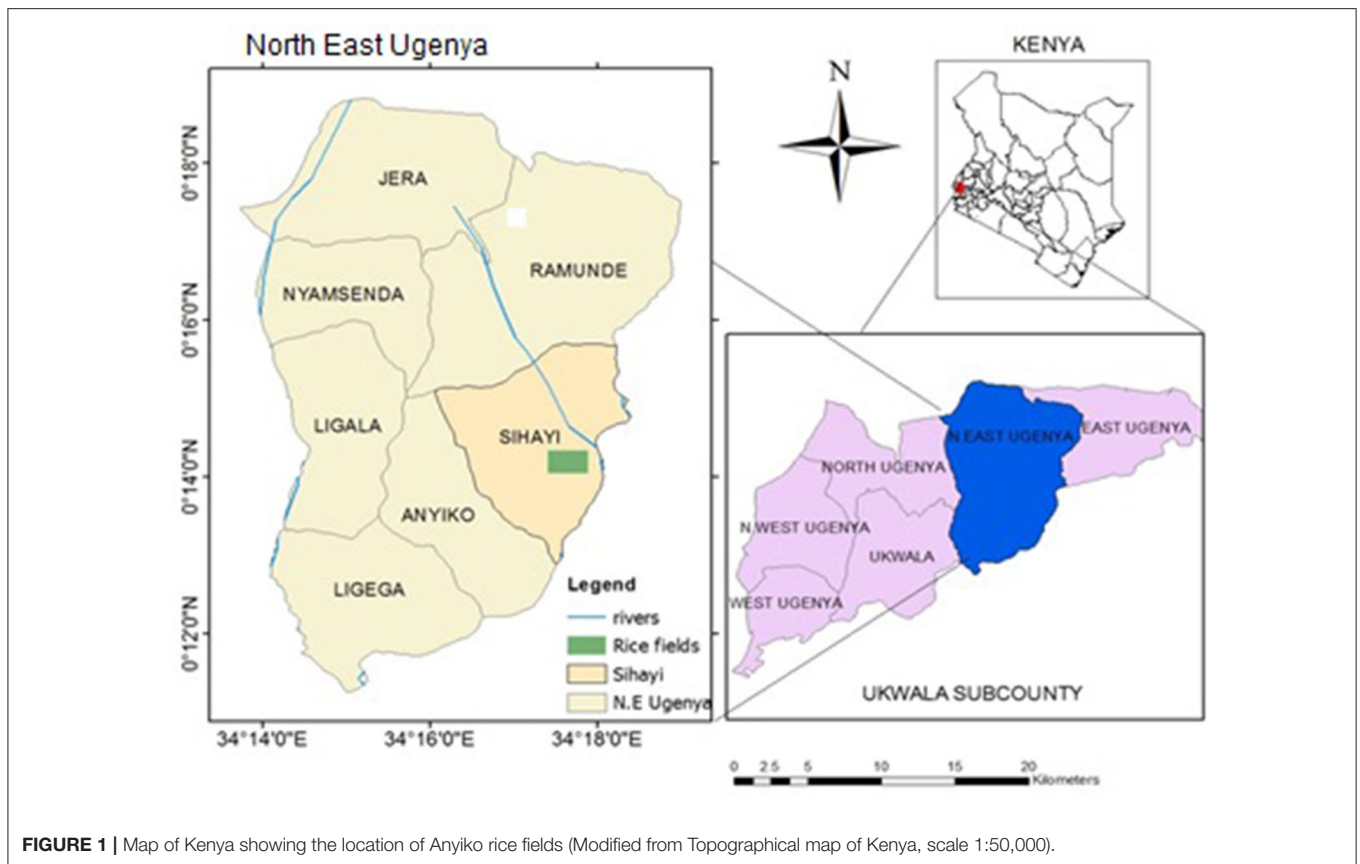 North East Ugenya
KENYA
N
0°18'0"N
0°16'0"N
0°14'0"N
0°12'0"N
JERA
RAMUNDE
NYAMSENDA
LIGALA
SIHAYI
ANYIKO
LIGEGA
Legend
rivers
Rice fields
Sihayi
N.E Ugenya
34°14'0"E 34°16'0"E 34°18'0"E
N.EAST UGENYA
EAST UGENYA
NORTH UGENYA
N.WEST UGENYA
UKWALA
WEST UGENYA
UKWALA SUBCOUNTY
0 2.5 5 10 15 20
Kilometers
FIGURE 1 | Map of Kenya showing the location of Anyiko rice fields (Modified from Topographical map of Kenya, scale 1:50,000).